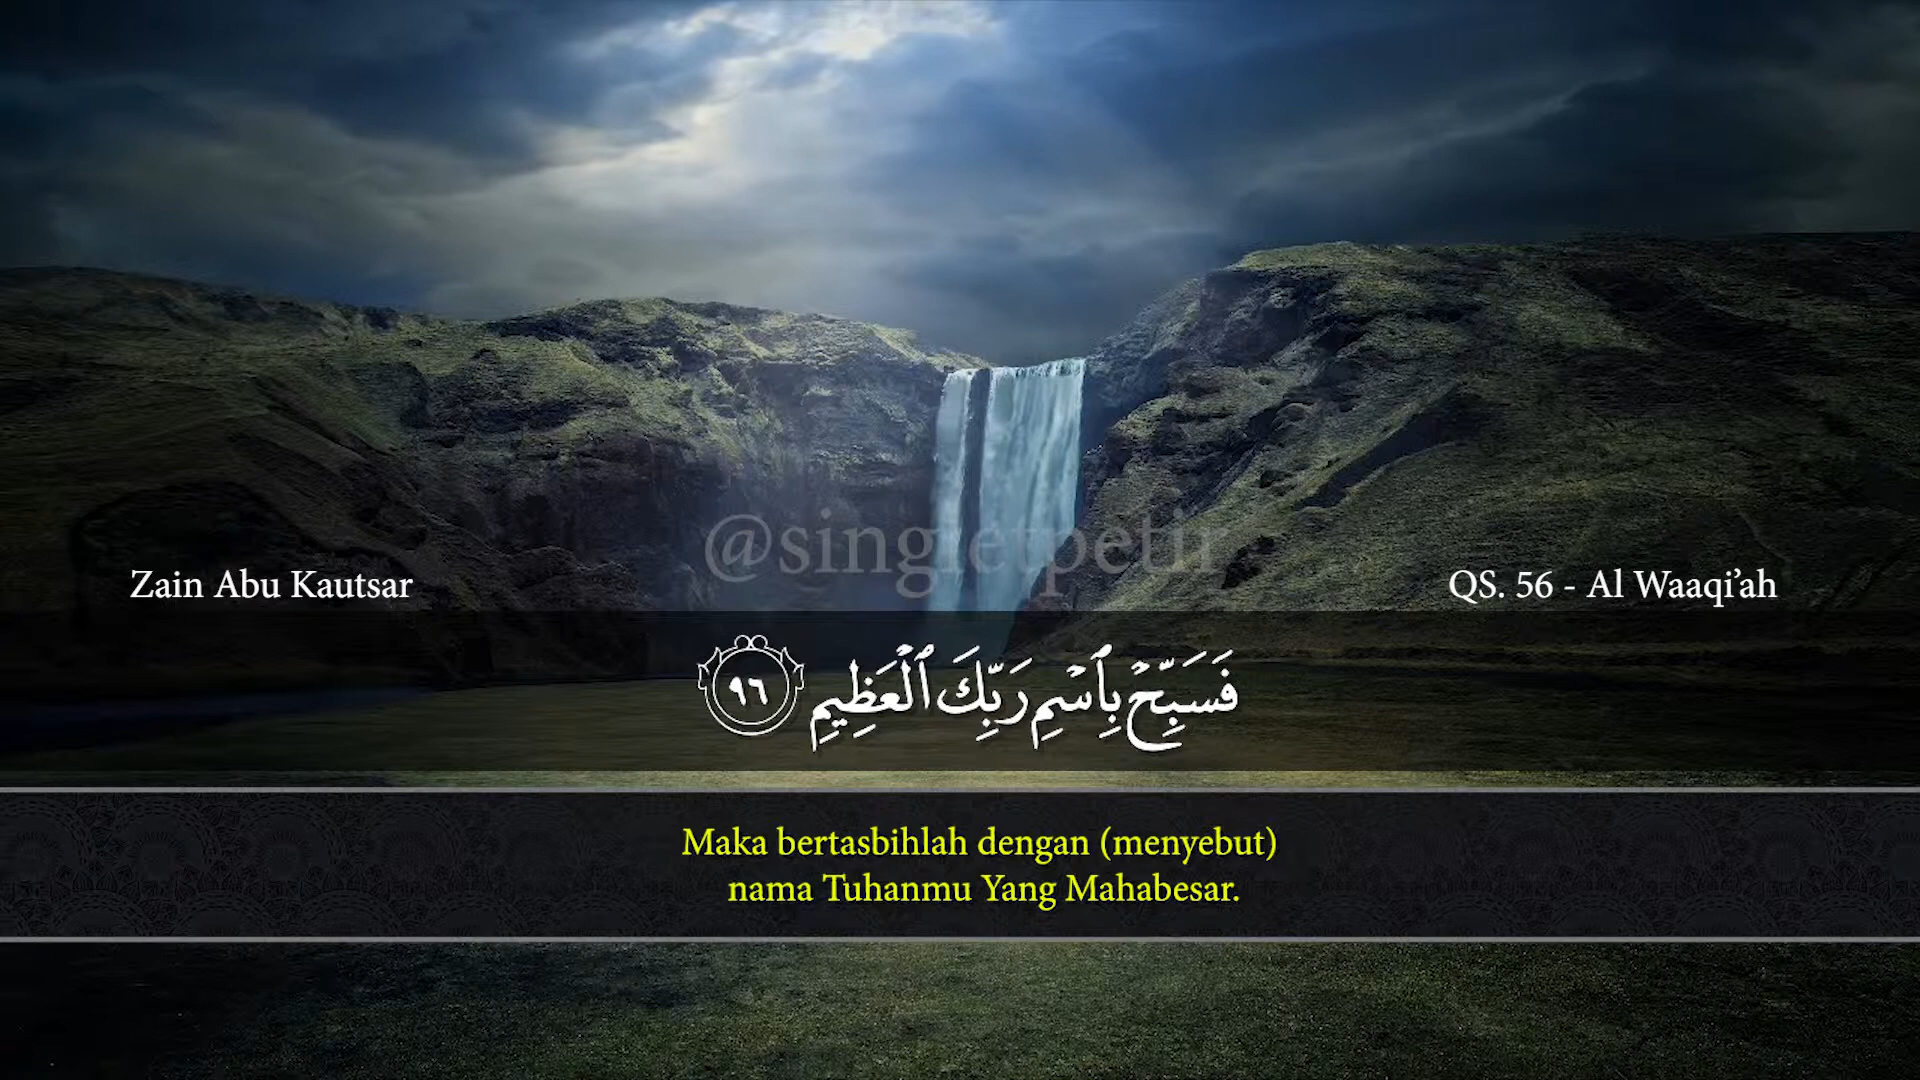 @singletpetir
Zain Abu Kautsar
QS. 56 - Al Waaqi’ah
فَسَبِّحْ بِٱسْمِ رَبِّكَ ٱلْعَظِيمِ ٩٦
Maka bertasbihlah dengan (menyebut)
nama Tuhanmu Yang Mahabesar.